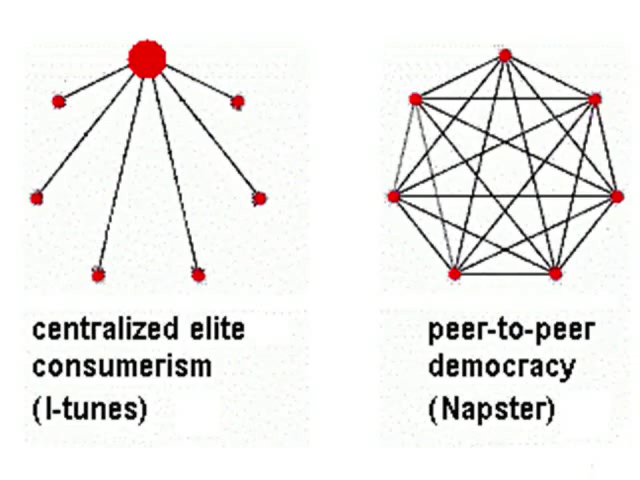 centralized elite
consumerism
(I-tunes)
peer-to-peer
democracy
(Napster)